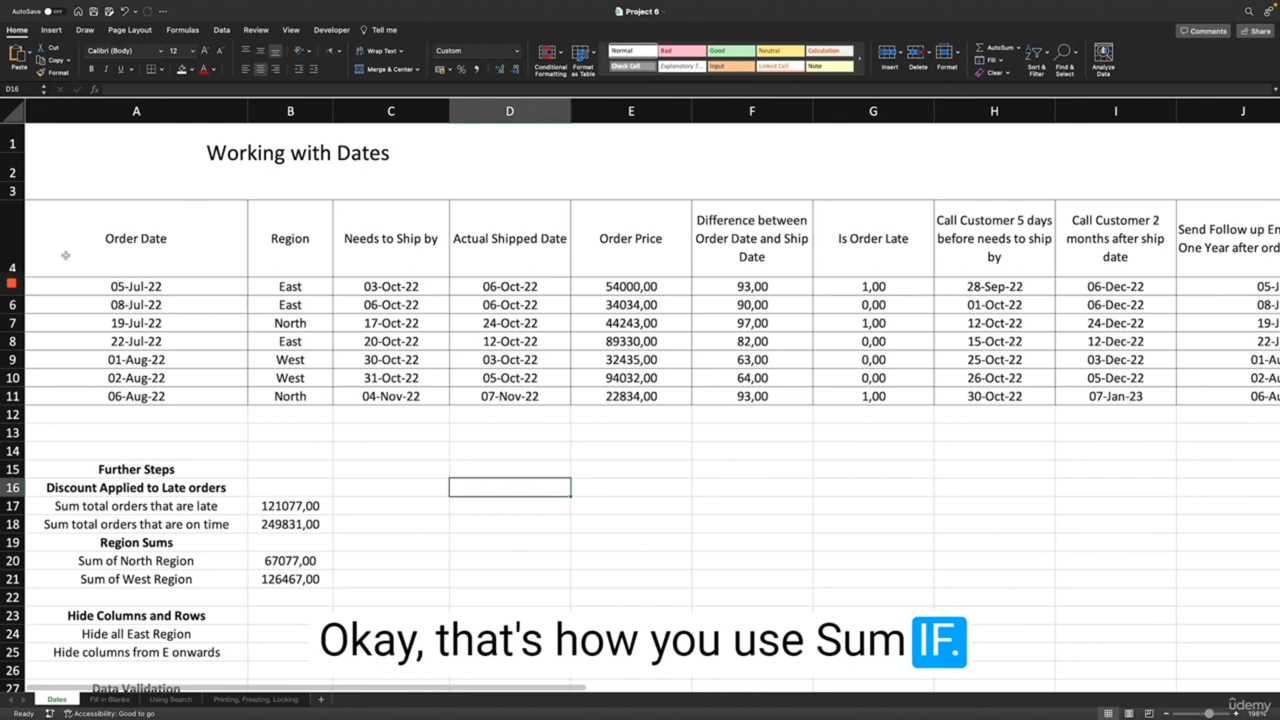 AutoSave OFF Project 6
Home Insert Draw Page Layout Formulas Data Review View Developer Tell me Comments Share
Paste Cut Copy Format
Calibri (Body) 12
Wrap Text
Merge & Center
Custom
Conditional Formatting
Format as Table
Normal Bad Good Neutral Calculation
Check Cell Explanatory T... Input Linked Cell Note
Insert Delete Format
AutoSum Fill Clear
Sort & Filter
Find & Select
Analyze Data
D16 fx
A B C D E F G H I J
1 Working with Dates
2
3
4 Order Date Region Needs to Ship by Actual Shipped Date Order Price Difference between Order Date and Ship Date Is Order Late Call Customer 5 days before needs to ship by Call Customer 2 months after ship date Send Follow up Em One Year after ord
05-Jul-22 East 03-Oct-22 06-Oct-22 54000,00 93,00 1,00 28-Sep-22 06-Dec-22 05-J
6 08-Jul-22 East 06-Oct-22 06-Oct-22 34034,00 90,00 0,00 01-Oct-22 06-Dec-22 08-J
7 19-Jul-22 North 17-Oct-22 24-Oct-22 44243,00 97,00 1,00 12-Oct-22 24-Dec-22 19-J
8 22-Jul-22 East 20-Oct-22 12-Oct-22 89330,00 82,00 0,00 15-Oct-22 12-Dec-22 22-J
9 01-Aug-22 West 30-Oct-22 03-Oct-22 32435,00 63,00 0,00 25-Oct-22 03-Dec-22 01-Au
10 02-Aug-22 West 31-Oct-22 05-Oct-22 94032,00 64,00 0,00 26-Oct-22 05-Dec-22 02-Au
11 06-Aug-22 North 04-Nov-22 07-Nov-22 22834,00 93,00 1,00 30-Oct-22 07-Jan-23 06-Au
12
13
14
15 Further Steps
16 Discount Applied to Late orders
17 Sum total orders that are late 121077,00
18 Sum total orders that are on time 249831,00
19 Region Sums
20 Sum of North Region 67077,00
21 Sum of West Region 126467,00
22
23 Hide Columns and Rows
24 Hide all East Region
25 Hide columns from E onwards
26
27 Data Validation
Okay, that's how you use Sum IF.
Dates Fill in Blanks Using Search Printing, Freezing, Locking +
Ready Accessibility: Good to go 198%
udemy